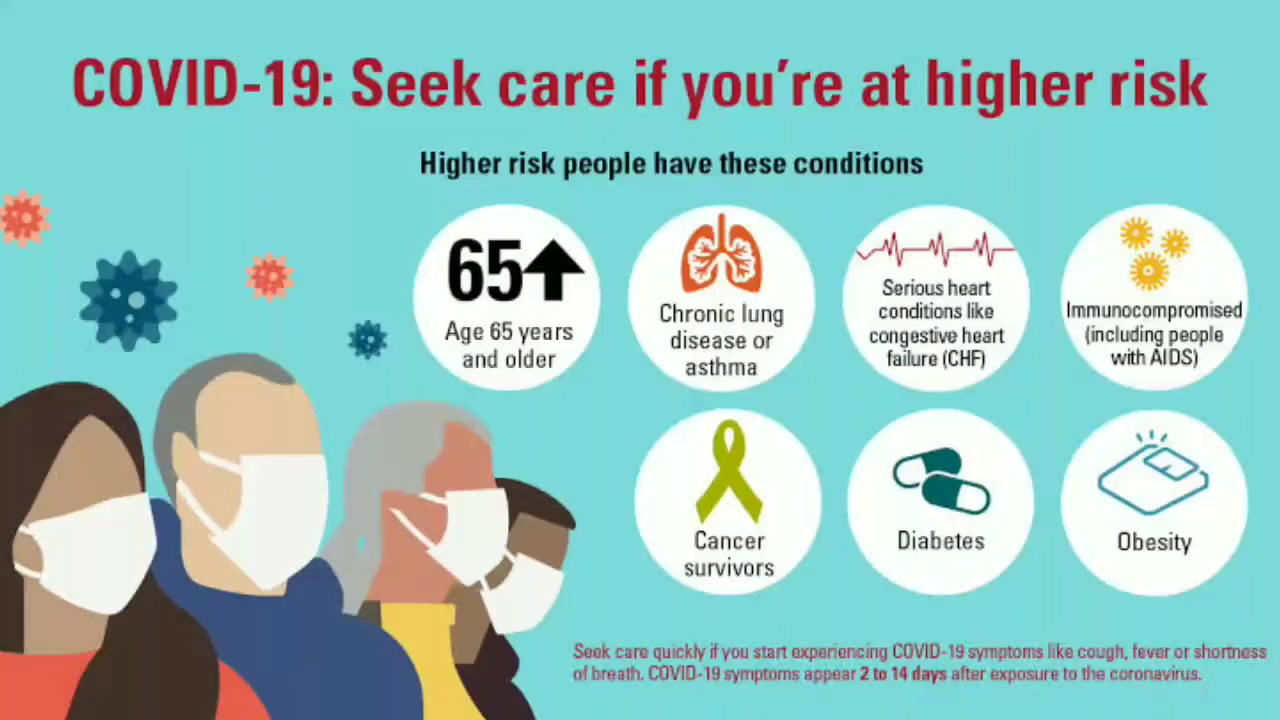 COVID-19: Seek care if you're at higher risk
Higher risk people have these conditions
65
Age 65 years
and older
Chronic lung
disease or
asthma
Serious heart
conditions like
congestive heart
failure (CHF)
Immunocompromised
(including people
with AIDS)
Cancer
survivors
Diabetes
Obesity
Seek care quickly if you start experiencing COVID-19 symptoms like cough, fever or shortness
of breath. COVID-19 symptoms appear 2 to 14 days after exposure to the coronavirus.